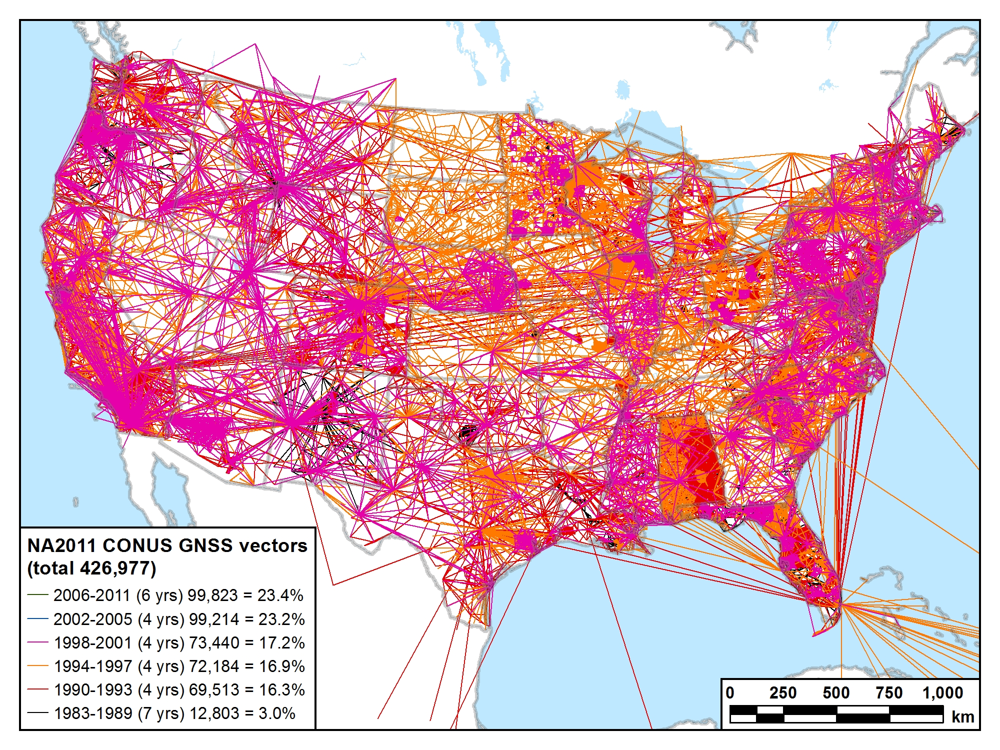 NA2011 CONUS GNSS vectors
(total 426,977)
2006-2011 (6 yrs) 99,823 = 23.4%
2002-2005 (4 yrs) 99,214 = 23.2%
1998-2001 (4 yrs) 73,440 = 17.2%
1994-1997 (4 yrs) 72,184 = 16.9%
1990-1993 (4 yrs) 69,513 = 16.3%
1983-1989 (7 yrs) 12,803 = 3.0%
0 250 500 750 1,000
km